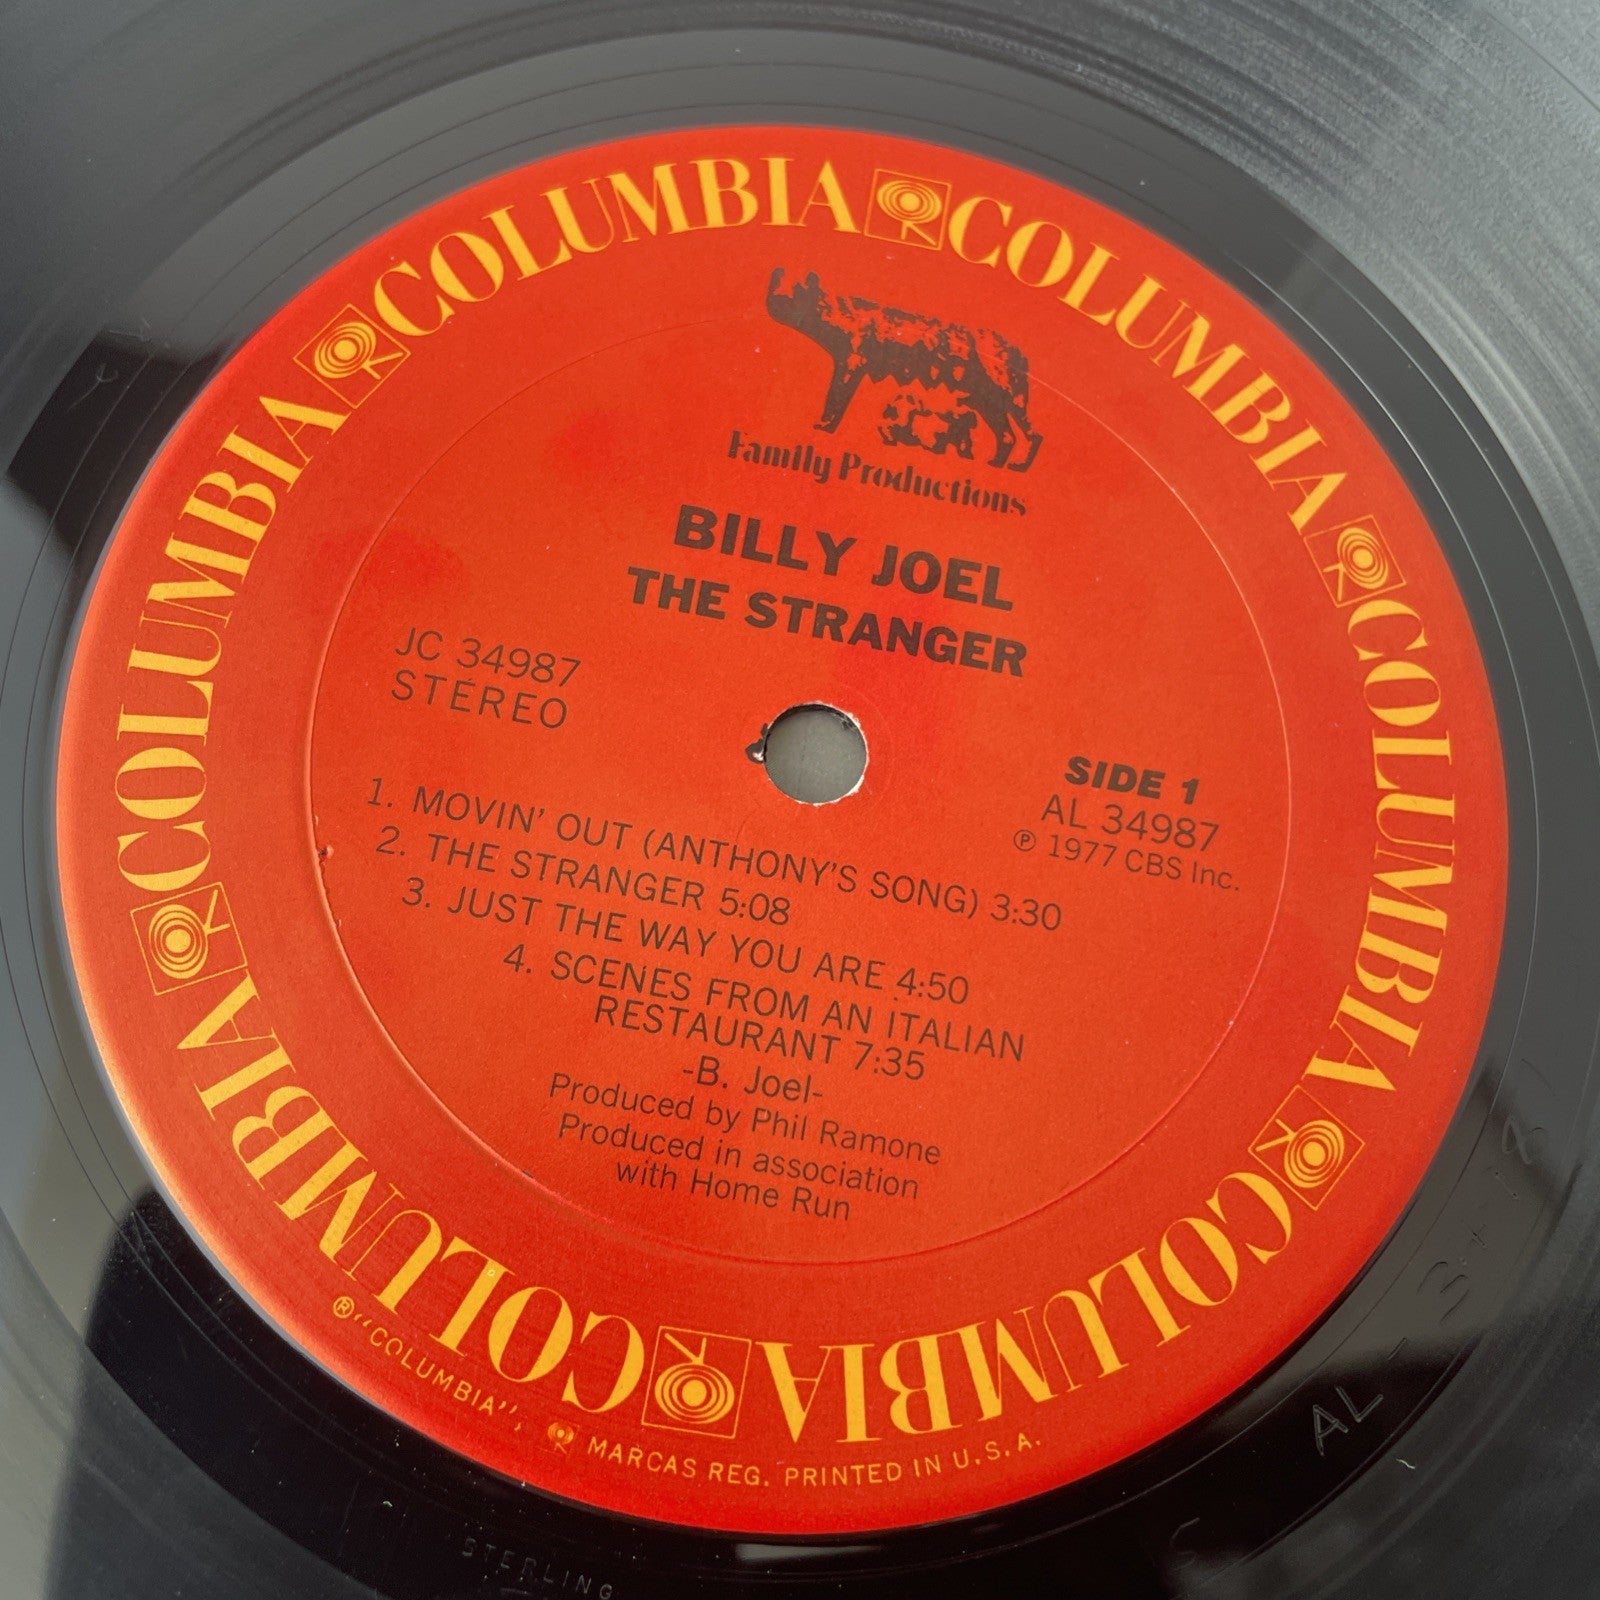 COLUMBIA COLUMBIA COLUMBIA COLUMBIA COLUMBIA COLUMBIA
Family Productions
BILLY JOEL
THE STRANGER
JC 34987
STEREO
SIDE 1
AL 34987
℗ 1977 CBS Inc.
1. MOVIN' OUT (ANTHONY'S SONG) 3:30
2. THE STRANGER 5:08
3. JUST THE WAY YOU ARE 4:50
4. SCENES FROM AN ITALIAN
RESTAURANT 7:35
-B. Joel-
Produced by Phil Ramone
Produced in association
with Home Run
® "COLUMBIA", MARCAS REG. PRINTED IN U.S.A.
STERLING
AL